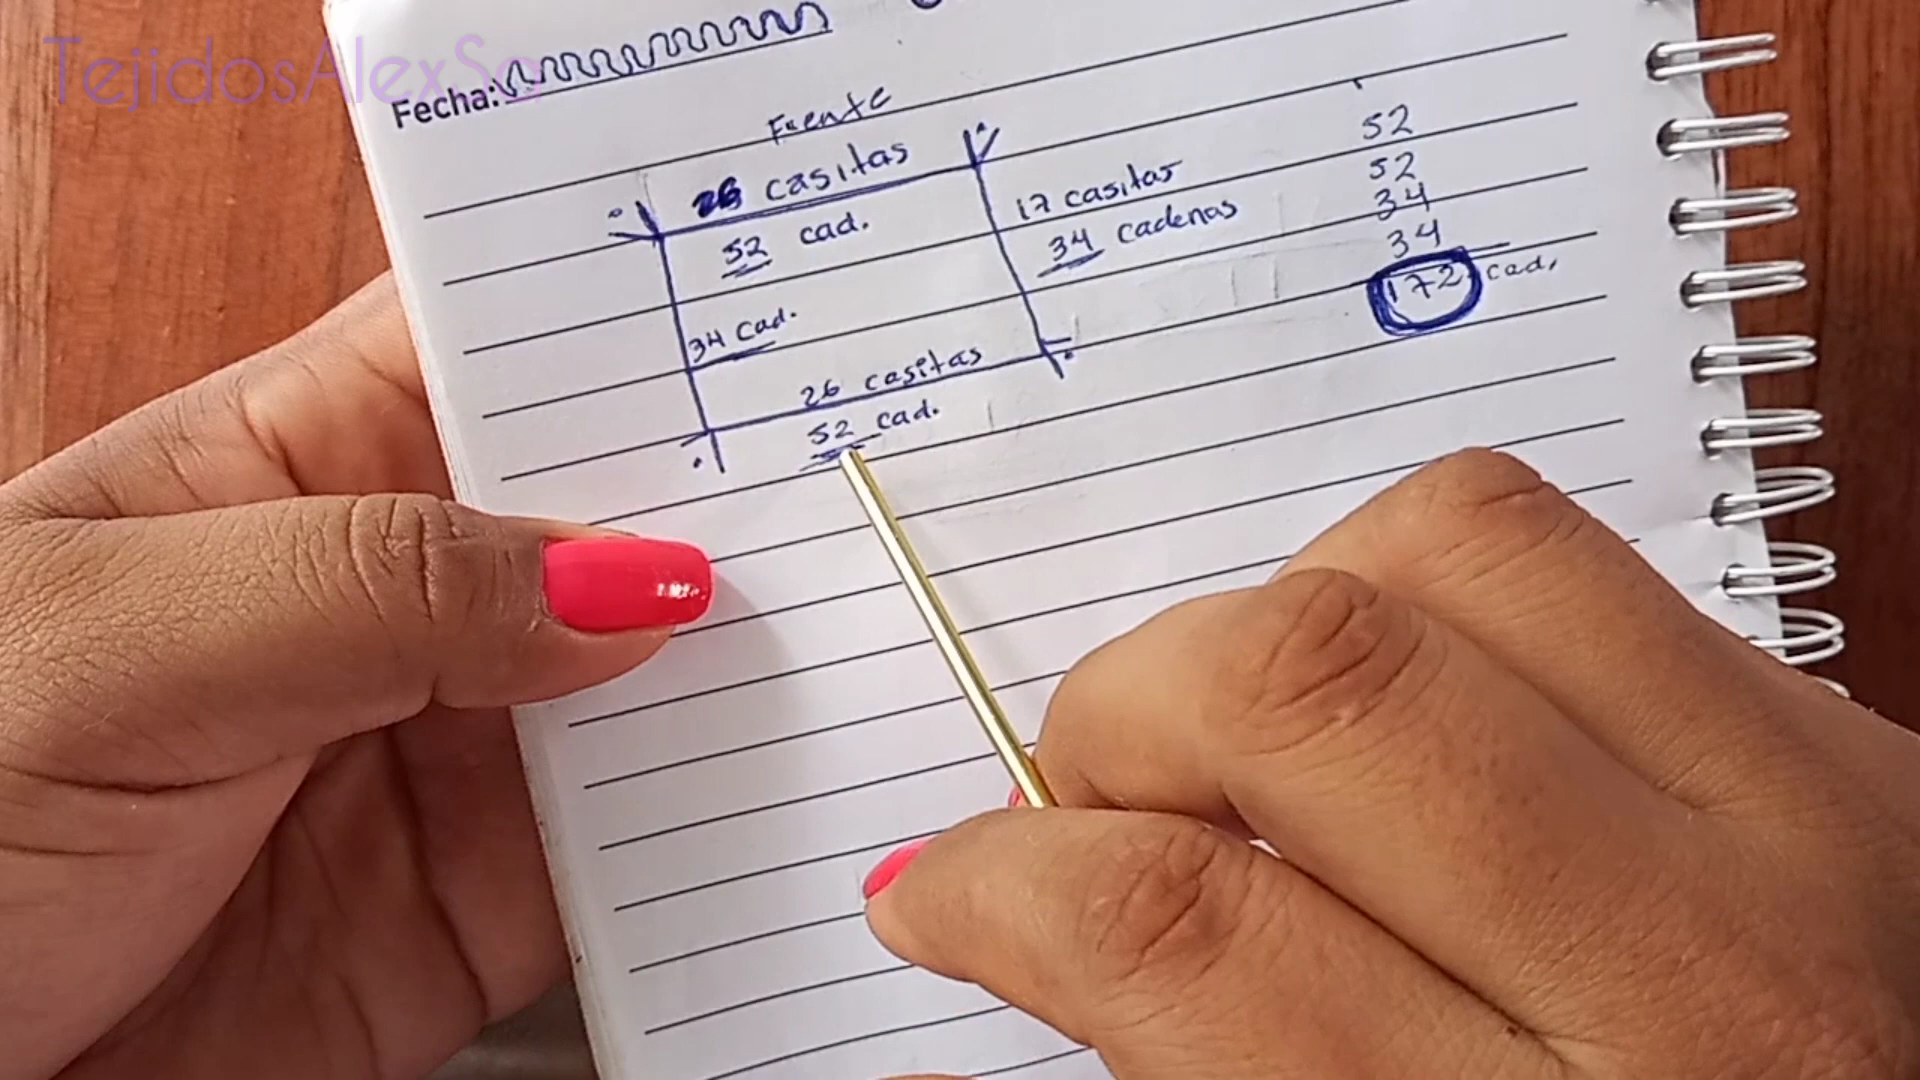 TejidosAlexSa
Fecha:
Frente
26 casitas
52 cad.
17 casitas
34 cadenas
34 cad.
26 casitas
52 cad.
52
52
34
34
172 cad.